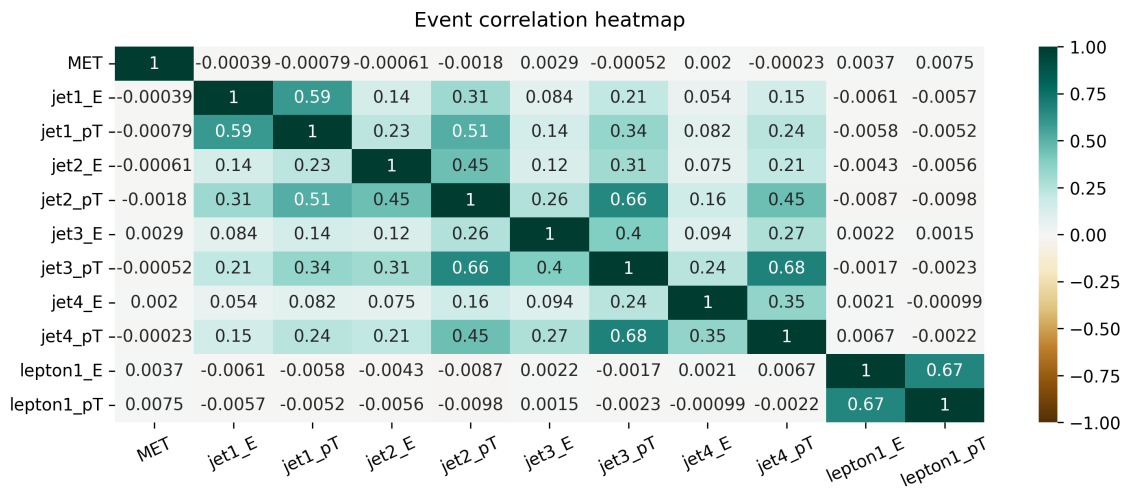 Event correlation heatmap
MET 1 -0.00039 -0.00079 -0.00061 -0.0018 0.0029 -0.00052 0.002 -0.00023 0.0037 0.0075
jet1_E -0.00039 1 0.59 0.14 0.31 0.084 0.21 0.054 0.15 -0.0061 -0.0057
jet1_pT -0.00079 0.59 1 0.23 0.51 0.14 0.34 0.082 0.24 -0.0058 -0.0052
jet2_E -0.00061 0.14 0.23 1 0.45 0.12 0.31 0.075 0.21 -0.0043 -0.0056
jet2_pT -0.0018 0.31 0.51 0.45 1 0.26 0.66 0.16 0.45 -0.0087 -0.0098
jet3_E 0.0029 0.084 0.14 0.12 0.26 1 0.4 0.094 0.27 0.0022 0.0015
jet3_pT -0.00052 0.21 0.34 0.31 0.66 0.4 1 0.24 0.68 -0.0017 -0.0023
jet4_E 0.002 0.054 0.082 0.075 0.16 0.094 0.24 1 0.35 0.0021 -0.00099
jet4_pT -0.00023 0.15 0.24 0.21 0.45 0.27 0.68 0.35 1 0.0067 -0.0022
lepton1_E 0.0037 -0.0061 -0.0058 -0.0043 -0.0087 0.0022 -0.0017 0.0021 0.0067 1 0.67
lepton1_pT 0.0075 -0.0057 -0.0052 -0.0056 -0.0098 0.0015 -0.0023 -0.00099 -0.0022 0.67 1
MET jet1_E jet1_pT jet2_E jet2_pT jet3_E jet3_pT jet4_E jet4_pT lepton1_E lepton1_pT
1.00
0.75
0.50
0.25
0.00
−0.25
−0.50
−0.75
−1.00